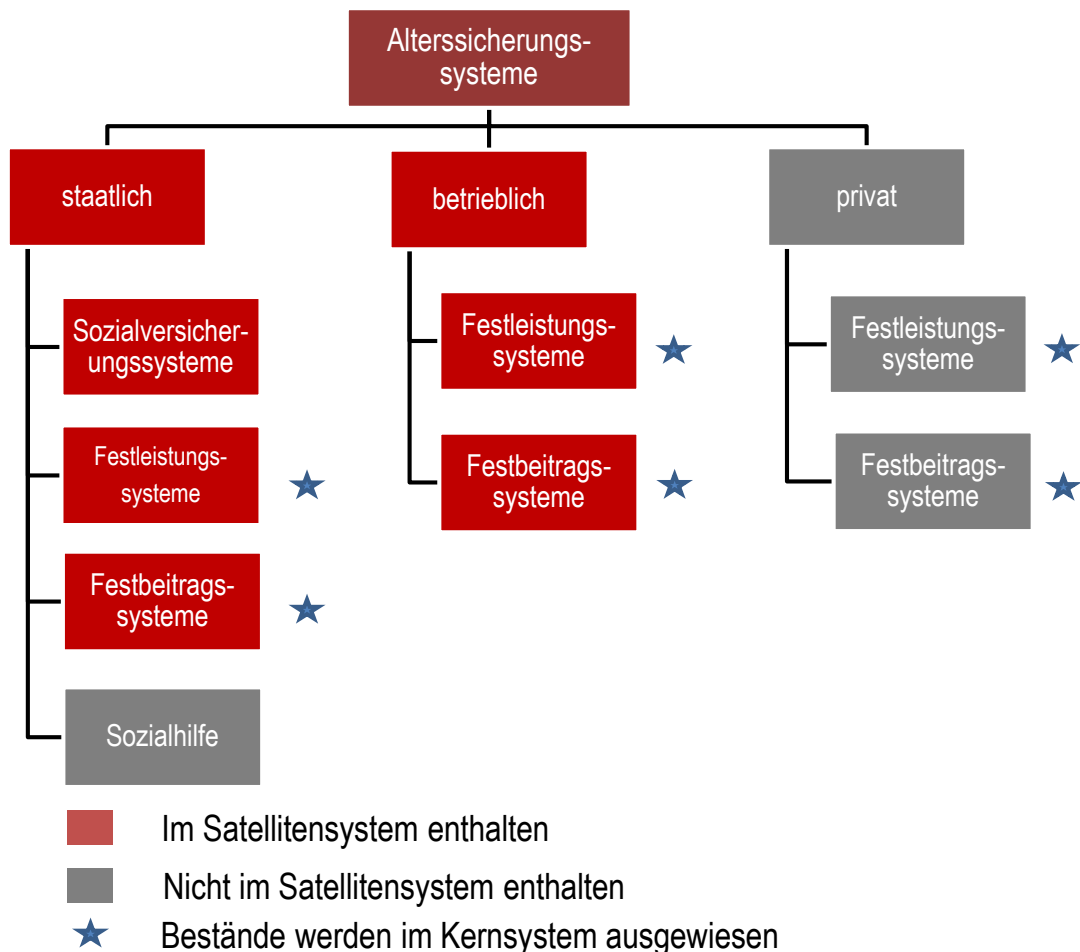 Alterssicherungs-
systeme
staatlich
betrieblich
privat
Sozialversicher-
ungssysteme
Festleistungs-
systeme
Festbeitrags-
systeme
Sozialhilfe
Festleistungs-
systeme
Festbeitrags-
systeme
Festleistungs-
systeme
Festbeitrags-
systeme
Im Satellitensystem enthalten
Nicht im Satellitensystem enthalten
Bestände werden im Kernsystem ausgewiesen